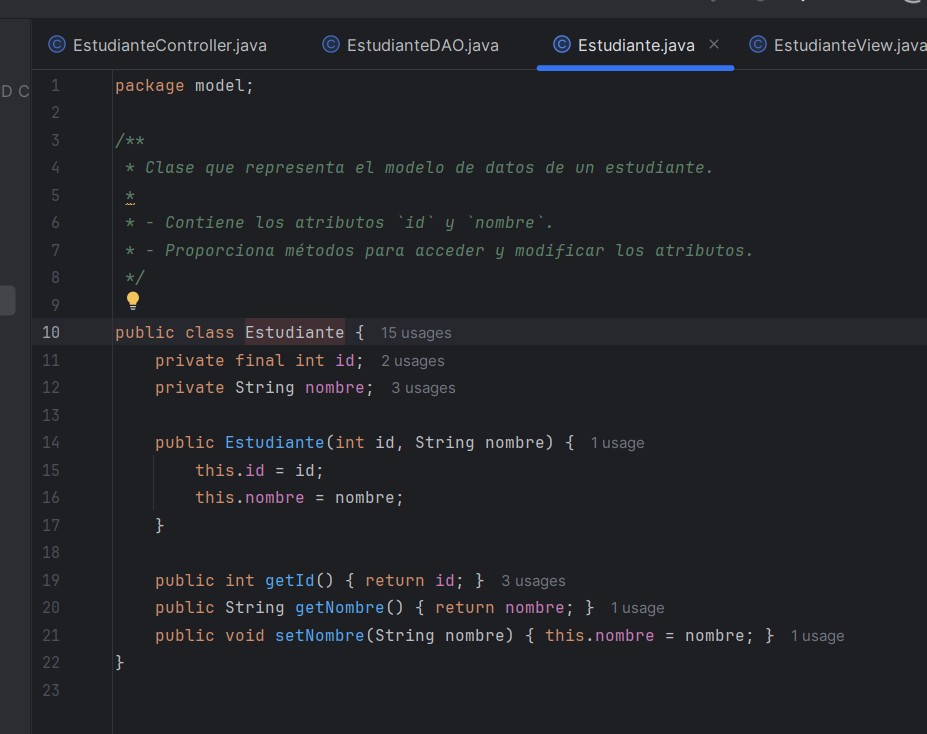 EstudianteController.java EstudianteDAO.java Estudiante.java × EstudianteView.java
D C
1 package model;
2
3 /**
4 * Clase que representa el modelo de datos de un estudiante.
5 *
6 * - Contiene los atributos `id` y `nombre`.
7 * - Proporciona métodos para acceder y modificar los atributos.
8 */
9
10 public class Estudiante { 15 usages
11 private final int id; 2 usages
12 private String nombre; 3 usages
13
14 public Estudiante(int id, String nombre) { 1 usage
15 this.id = id;
16 this.nombre = nombre;
17 }
18
19 public int getId() { return id; } 3 usages
20 public String getNombre() { return nombre; } 1 usage
21 public void setNombre(String nombre) { this.nombre = nombre; } 1 usage
22 }
23